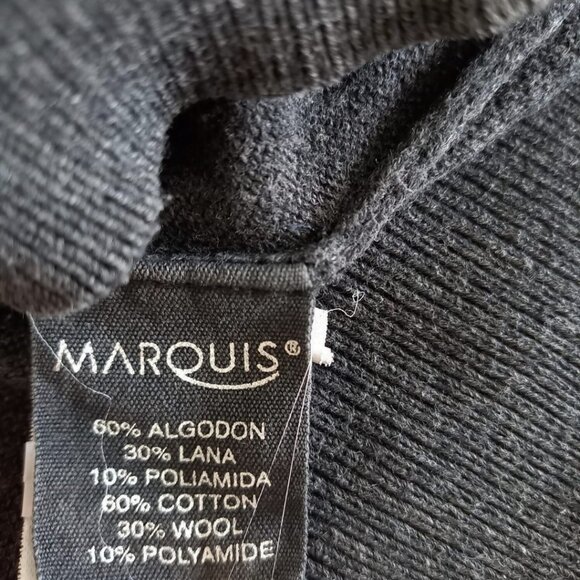 MARQUIS®
60% ALGODON
30% LANA
10% POLIAMIDA
60% COTTON
30% WOOL
10% POLYAMIDE